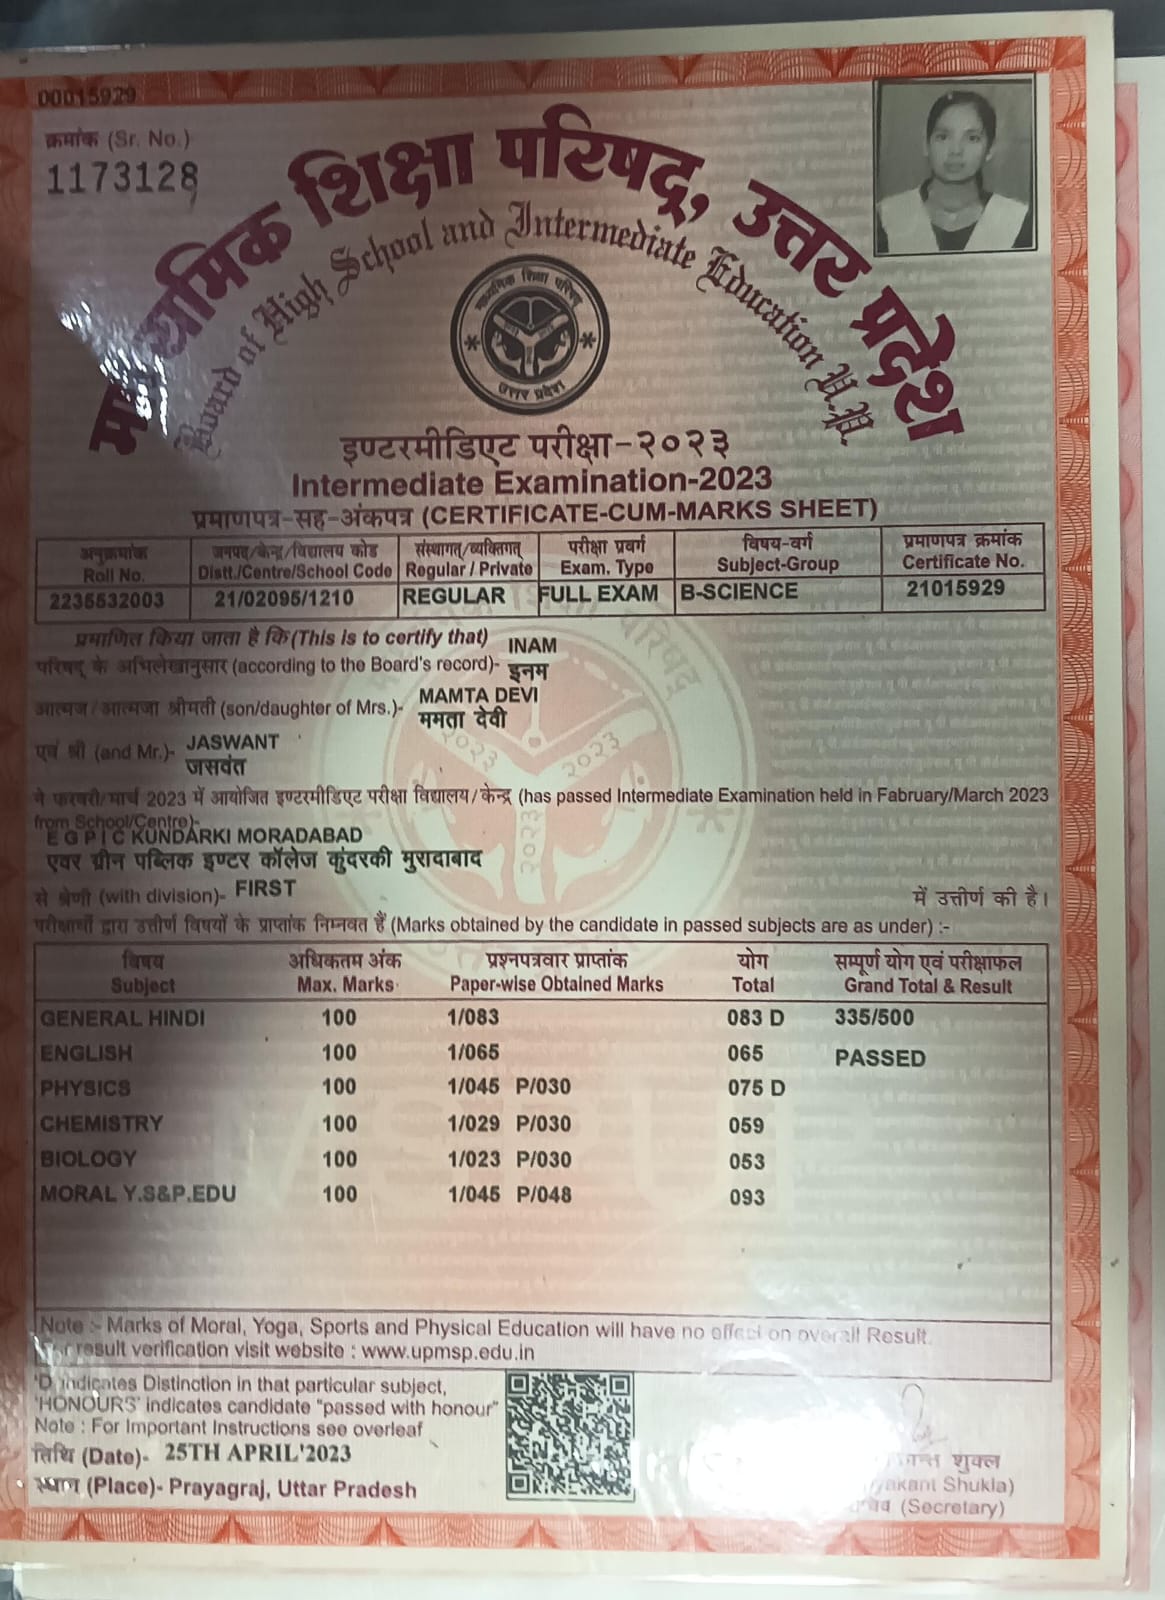 00015929
क्रमांक (Sr. No.)
1173128
माध्यमिक शिक्षा परिषद्, उत्तर प्रदेश
Board of High School and Intermediate Education U.P.
माध्यमिक शिक्षा परिषद
उत्तर प्रदेश
इण्टरमीडिएट परीक्षा-२०२३
Intermediate Examination-2023
प्रमाणपत्र-सह-अंकपत्र (CERTIFICATE-CUM-MARKS SHEET)
अनुक्रमांक जनपद/केन्द्र/विद्यालय कोड संस्थागत/व्यक्तिगत परीक्षा प्रवर्ग विषय-वर्ग प्रमाणपत्र क्रमांक
Roll No. Distt./Centre/School Code Regular / Private Exam. Type Subject-Group Certificate No.
2235532003 21/02095/1210 REGULAR FULL EXAM B-SCIENCE 21015929
प्रमाणित किया जाता है कि (This is to certify that) INAM
परिषद् के अभिलेखानुसार (according to the Board's record)- इनम
MAMTA DEVI
आत्मज/आत्मजा श्रीमती (son/daughter of Mrs.)- ममता देवी
एवं श्री (and Mr.)- JASWANT
जसवंत
ने फरवरी/मार्च 2023 में आयोजित इण्टरमीडिएट परीक्षा विद्यालय/केन्द्र (has passed Intermediate Examination held in Fabruary/March 2023
from School/Centre)-
E G P I C KUNDARKI MORADABAD
एवर ग्रीन पब्लिक इण्टर कॉलेज कुंदरकी मुरादाबाद
से श्रेणी (with division)- FIRST में उत्तीर्ण की है।
परीक्षार्थी द्वारा उत्तीर्ण विषयों के प्राप्तांक निम्नवत हैं (Marks obtained by the candidate in passed subjects are as under) :-
विषय अधिकतम अंक प्रश्नपत्रवार प्राप्तांक योग सम्पूर्ण योग एवं परीक्षाफल
Subject Max. Marks Paper-wise Obtained Marks Total Grand Total & Result
GENERAL HINDI 100 1/083 083 D 335/500
ENGLISH 100 1/065 065 PASSED
PHYSICS 100 1/045 P/030 075 D
CHEMISTRY 100 1/029 P/030 059
BIOLOGY 100 1/023 P/030 053
MORAL Y.S&P.EDU 100 1/045 P/048 093
Note :- Marks of Moral, Yoga, Sports and Physical Education will have no effect on overall Result.
For result verification visit website : www.upmsp.edu.in
'D' indicates Distinction in that particular subject,
'HONOURS' indicates candidate "passed with honour"
Note : For Important Instructions see overleaf
तिथि (Date)- 25TH APRIL'2023
स्थान (Place)- Prayagraj, Uttar Pradesh
शुक्ल
Shukla)
(Secretary)